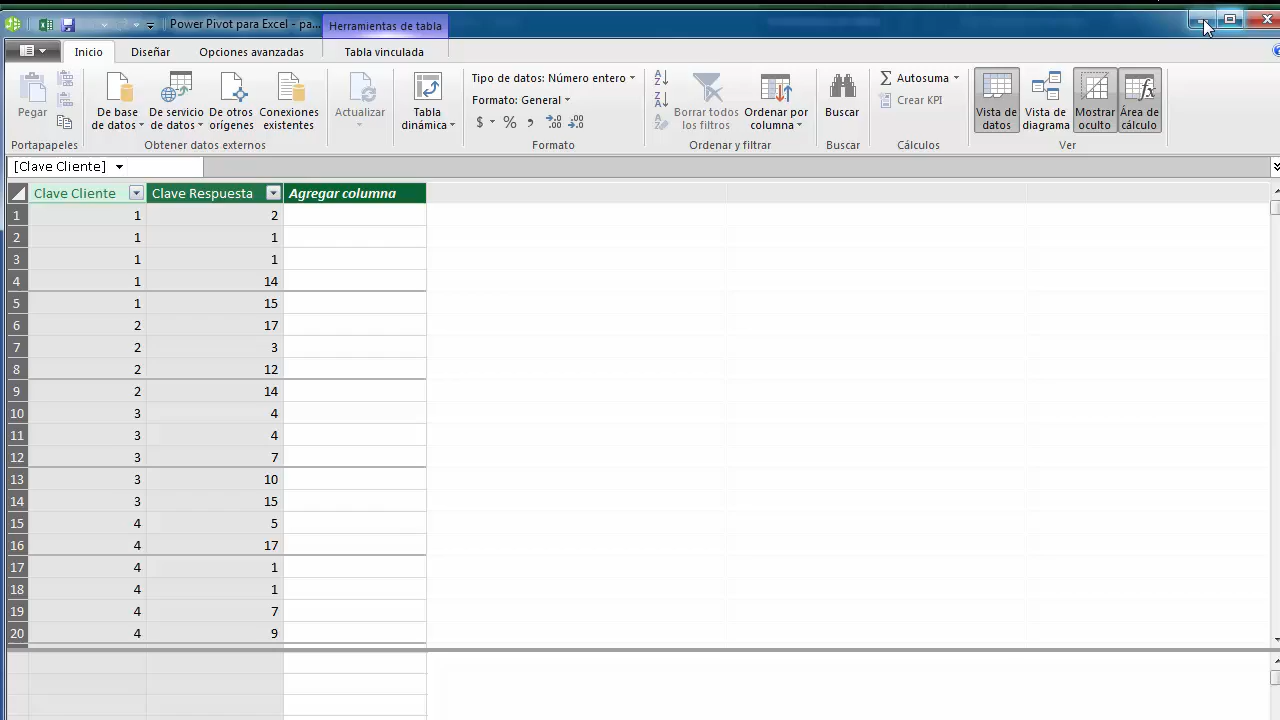 Power Pivot para Excel - pa...
Herramientas de tabla
Inicio
Diseñar
Opciones avanzadas
Tabla vinculada
Pegar
De base
de datos
De servicio
de datos
De otros
orígenes
Conexiones
existentes
Actualizar
Tabla
dinámica
Tipo de datos: Número entero
Formato: General
$ % ,
Borrar todos
los filtros
Ordenar por
columna
Buscar
Autosuma
Crear KPI
Vista de
datos
Vista de
diagrama
Mostrar
oculto
Área de
cálculo
Portapapeles
Obtener datos externos
Formato
Ordenar y filtrar
Buscar
Cálculos
Ver
[Clave Cliente]
Clave Cliente Clave Respuesta Agregar columna
1 1 2
2 1 1
3 1 1
4 1 14
5 1 15
6 2 17
7 2 3
8 2 12
9 2 14
10 3 4
11 3 4
12 3 7
13 3 10
14 3 15
15 4 5
16 4 17
17 4 1
18 4 1
19 4 7
20 4 9